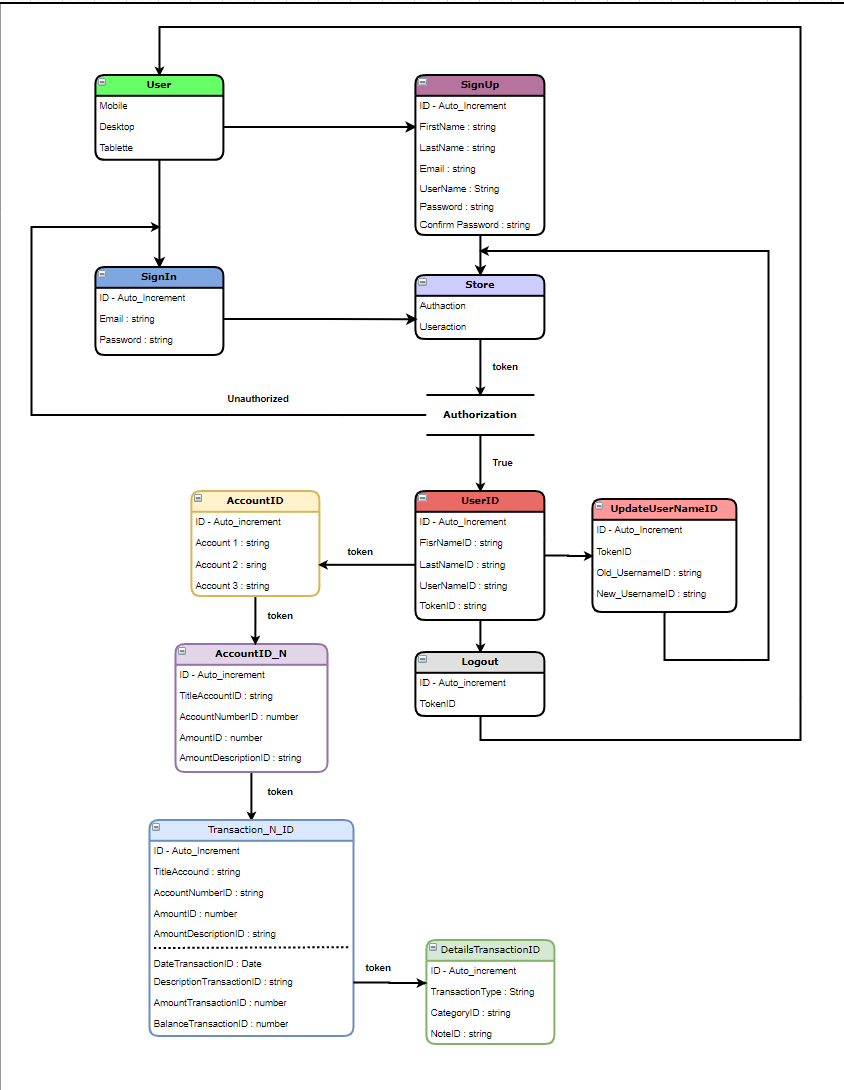 User
Mobile
Desktop
Tablette
SignUp
ID - Auto_Increment
FirstName : string
LastName : string
Email : string
UserName : String
Password : string
Confirm Password : string
SignIn
ID - Auto_Increment
Email : string
Password : string
Store
Authaction
Useraction
token
Unauthorized
Authorization
True
AccountID
ID - Auto_increment
Account 1 : string
Account 2 : sring
Account 3 : sring
token
UserID
ID - Auto_Increment
FisrNameID : string
LastNameID : string
UserNameID : string
TokenID : string
UpdateUserNameID
ID - Auto_Increment
TokenID
Old_UsernameID : string
New_UsernameID : string
token
AccountID_N
ID - Auto_increment
TitleAccountID : string
AccountNumberID : number
AmountID : number
AmountDescriptionID : string
Logout
ID - Auto_increment
TokenID
token
Transaction_N_ID
ID - Auto_Increment
TitleAccound : string
AccountNumberID : string
AmountID : number
AmountDescriptionID : string
DateTransactionID : Date
DescriptionTransactionID : string
AmountTransactionID : number
BalanceTransactionID : number
token
DetailsTransactionID
ID - Auto_increment
TransactionType : String
CategoryID : string
NoteID : string